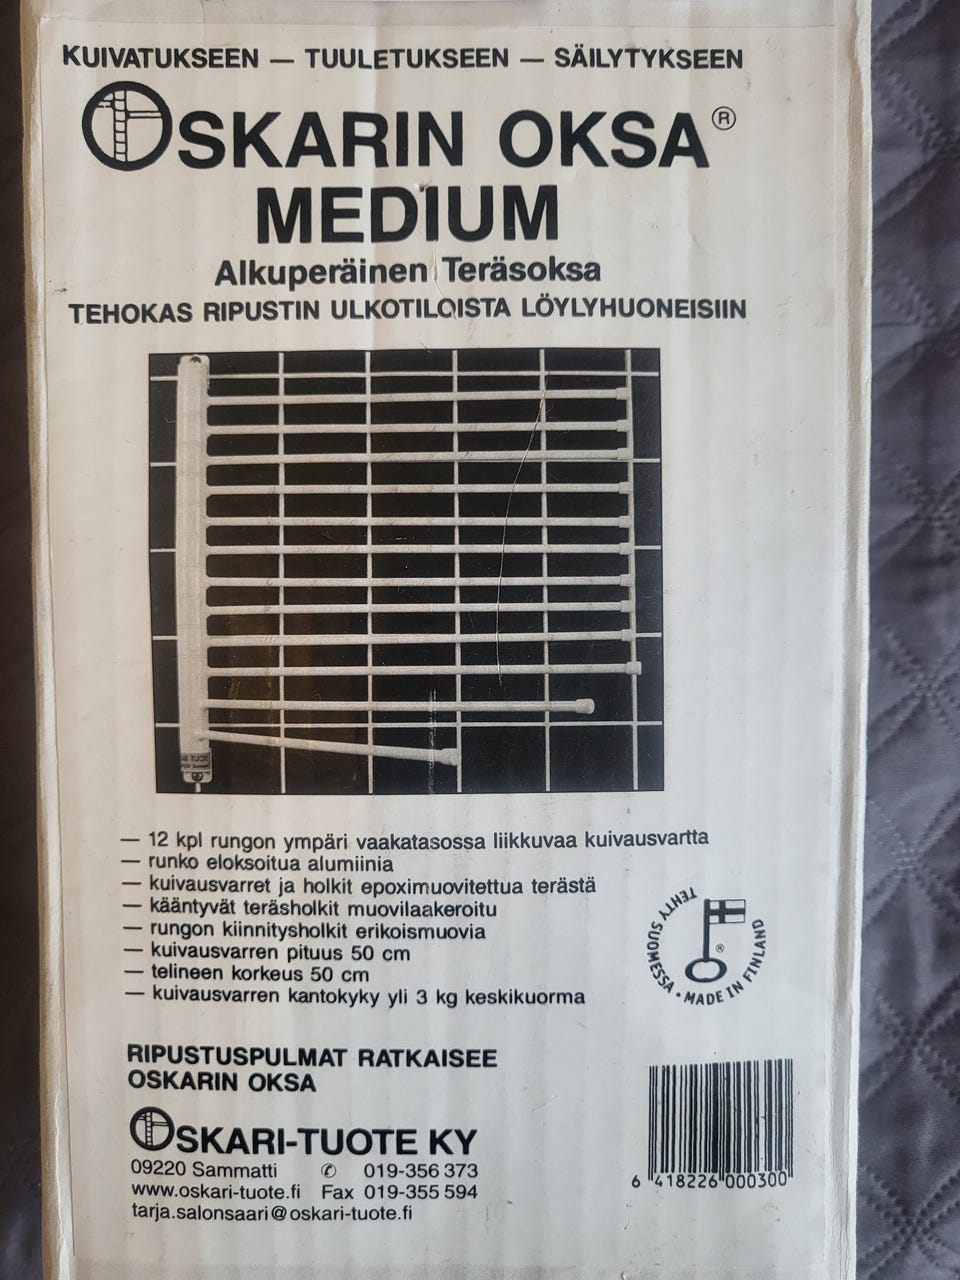 KUIVATUKSEEN — TUULETUKSEEN — SÄILYTYKSEEN
OSKARIN OKSA®
MEDIUM
Alkuperäinen Teräsoksa
TEHOKAS RIPUSTIN ULKOTILOISTA LÖYLYHUONEISIIN
— 12 kpl rungon ympäri vaakatasossa liikkuvaa kuivausvartta
— runko eloksoitua alumiinia
— kuivausvarret ja holkit epoximuovitettua terästä
— kääntyvät teräsholkit muovilaakeroitu
— rungon kiinnitysholkit erikoismuovia
— kuivausvarren pituus 50 cm
— telineen korkeus 50 cm
— kuivausvarren kantokyky yli 3 kg keskikuorma
TEHTY SUOMESSA • MADE IN FINLAND
®
RIPUSTUSPULMAT RATKAISEE
OSKARIN OKSA
OSKARI-TUOTE KY
09220 Sammatti ✆ 019-356 373
www.oskari-tuote.fi Fax 019-355 594
tarja.salonsaari@oskari-tuote.fi
6 418226 000300